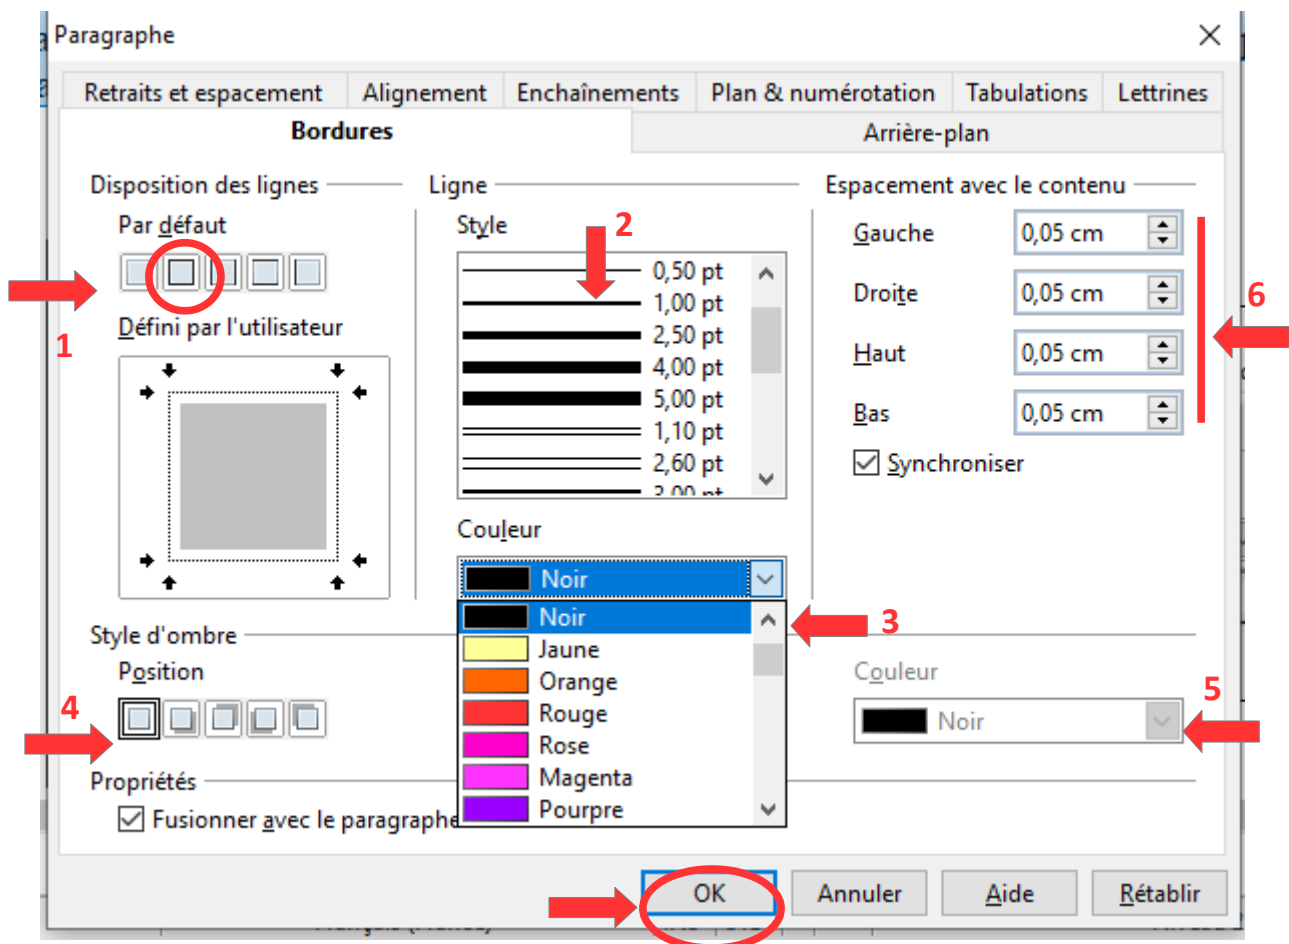 Paragraphe
Retraits et espacement Alignement Enchaînements Plan & numérotation Tabulations Lettrines
Bordures Arrière-plan
Disposition des lignes Ligne Espacement avec le contenu
Par défaut Style 2
Gauche 0,05 cm
0,50 pt
Droite 0,05 cm 6
1,00 pt
Défini par l'utilisateur 2,50 pt
1
Haut 0,05 cm
4,00 pt
5,00 pt
Bas 0,05 cm
1,10 pt
2,60 pt
Synchroniser
3,00 pt
Couleur
Noir
Noir 3
Style d'ombre
Jaune
Position Couleur
Orange
4 5
Rouge Noir
Rose
Propriétés Magenta
Fusionner avec le paragraphe Pourpre
OK Annuler Aide Rétablir